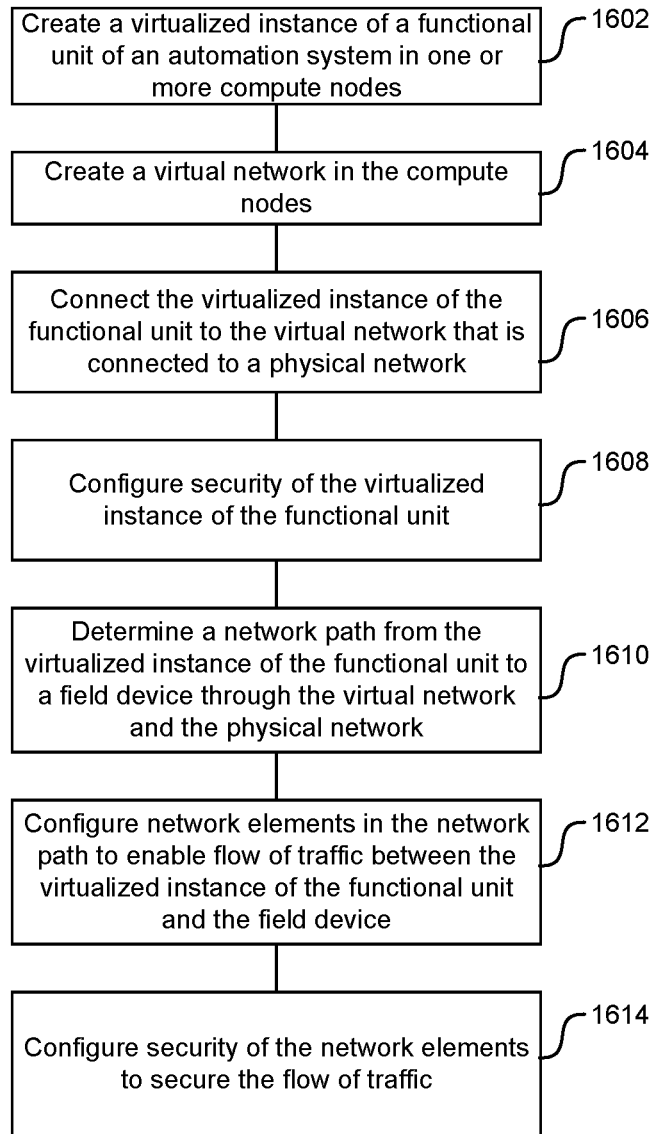 Create a virtualized instance of a functional
unit of an automation system in one or
more compute nodes
1602
Create a virtual network in the compute
nodes
1604
Connect the virtualized instance of the
functional unit to the virtual network that is
connected to a physical network
1606
Configure security of the virtualized
instance of the functional unit
1608
Determine a network path from the
virtualized instance of the functional unit to
a field device through the virtual network
and the physical network
1610
Configure network elements in the network
path to enable flow of traffic between the
virtualized instance of the functional unit
and the field device
1612
Configure security of the network elements
to secure the flow of traffic
1614